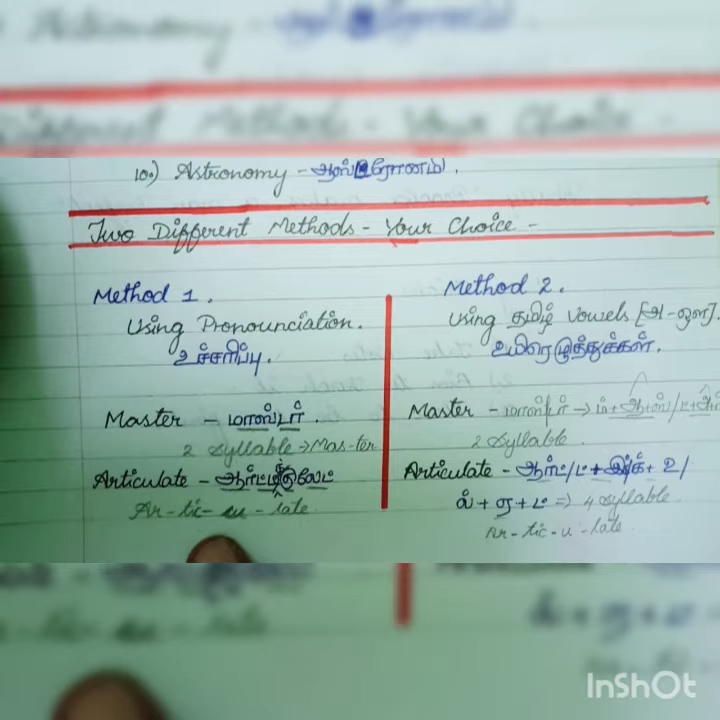 10.) Astronomy - ஆஸ்ரோனமி.
Two Different Methods - Your Choice -
Method 1.
Using Pronounciation.
உச்சரிப்பு.
Master - மாஸ்டர்.
2 syllable → Mas-ter
Articulate -
Ar-tic-u-late
Method 2.
Using தமிழ் vowels [அ-ஔ].
உயிரெழுத்துக்கள்.
Master - மாஸ்டர் → ம்+ஆ+ஸ்/ட்+அ+ர்
2 syllable.
Articulate - ஆர்ட்/ட்+இ+க்+உ/
ல்+ஏ+ட் => 4 syllable
Ar-tic-u-late
InShOt